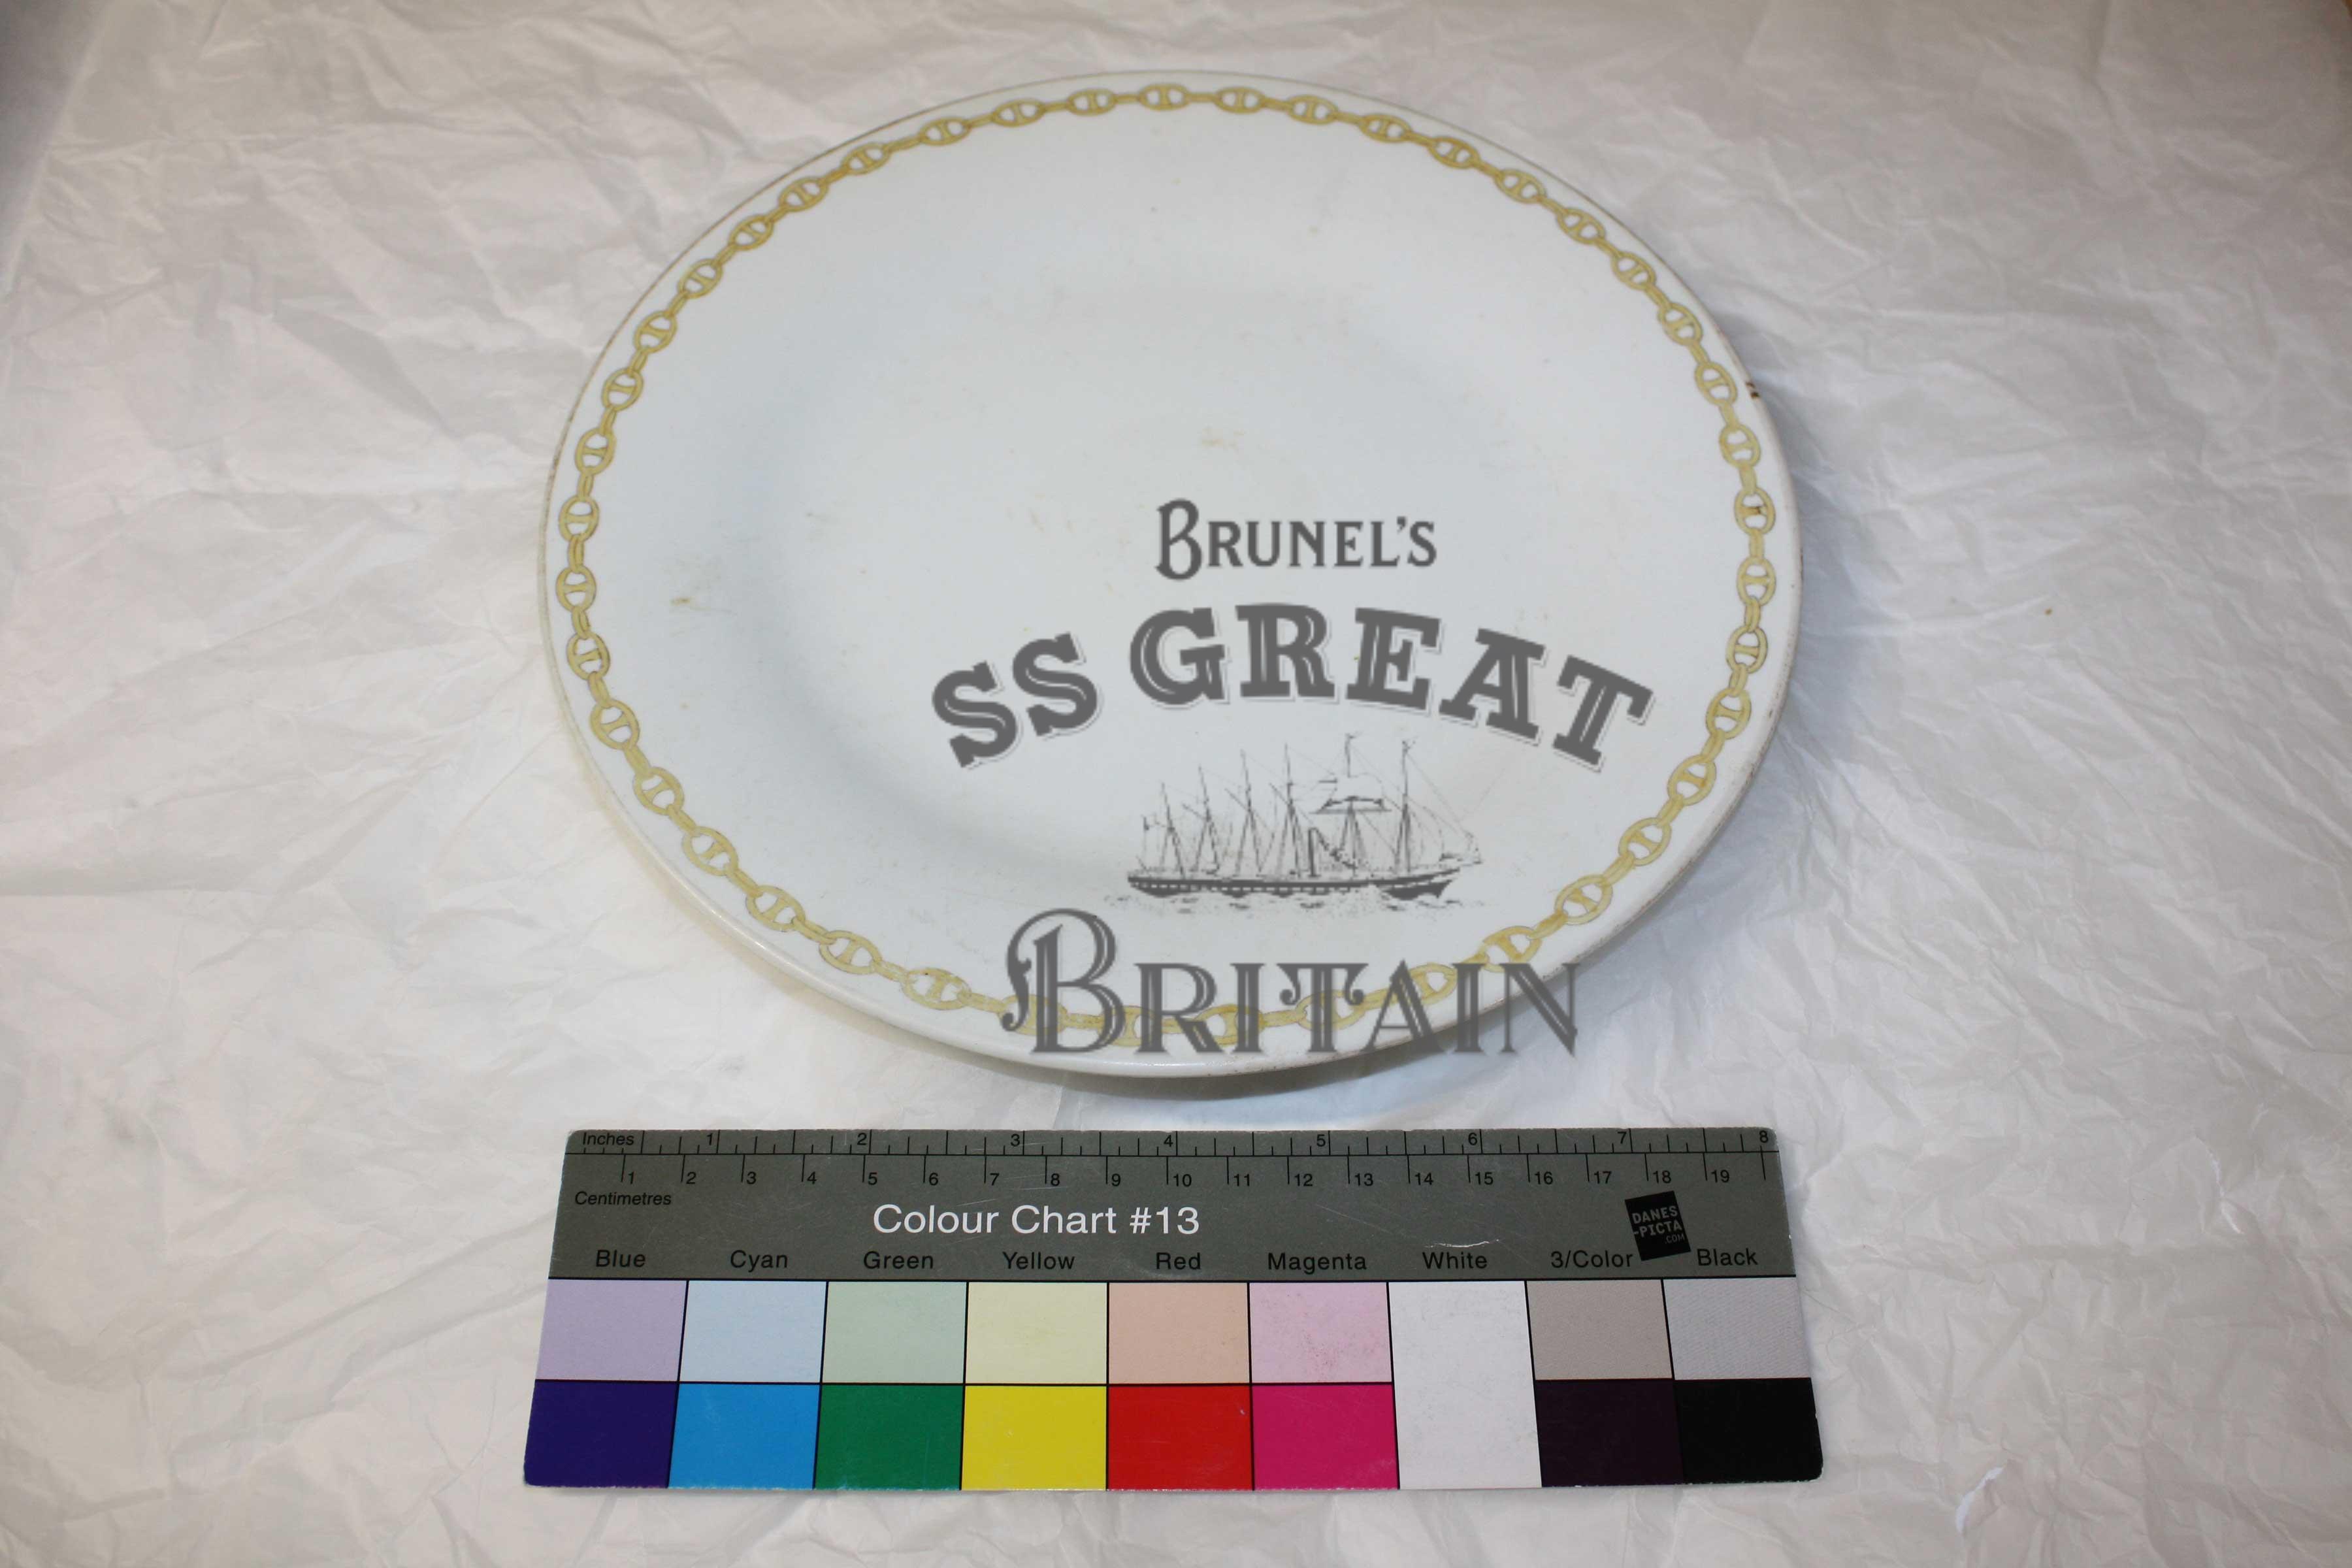 BRUNEL'S
SS GREAT
BRITAIN
Inches 1 2 3 4 5 6 7 8
1 2 3 4 5 6 7 8 9 10 11 12 13 14 15 16 17 18 19
Centimetres
Colour Chart #13
DANES
-PICTA
.COM
Blue Cyan Green Yellow Red Magenta White 3/Color Black